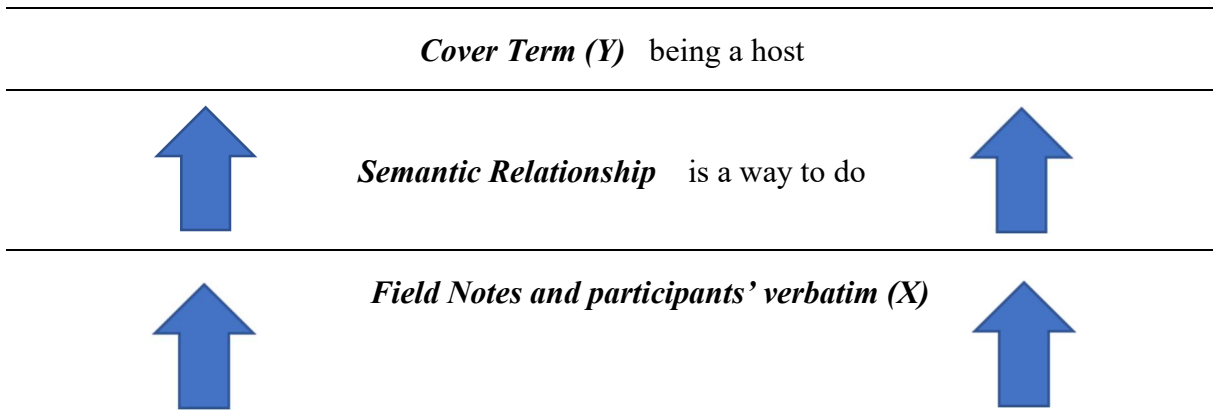 Cover Term (Y) being a host
Semantic Relationship is a way to do
Field Notes and participants’ verbatim (X)